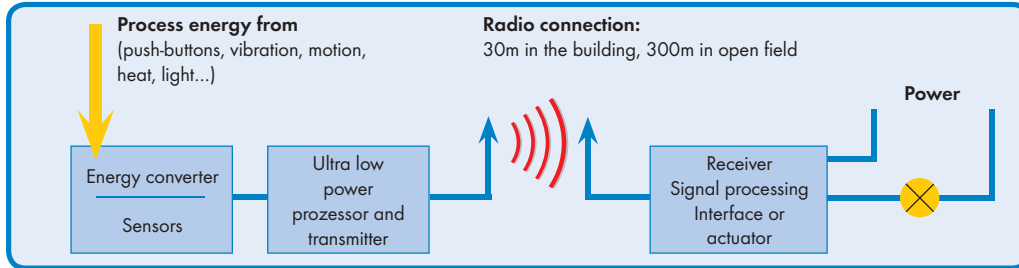 Process energy from
(push-buttons, vibration, motion,
heat, light...)
Radio connection:
30m in the building, 300m in open field
Power
Energy converter
Sensors
Ultra low
power
prozessor and
transmitter
Receiver
Signal processing
Interface or
actuator